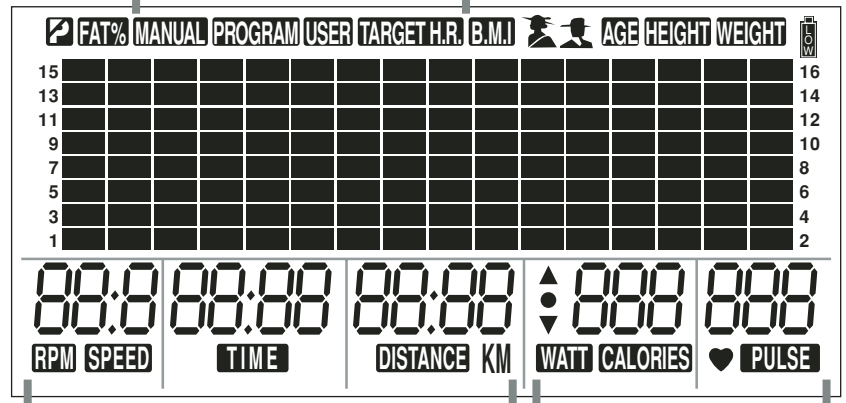 P FAT% MANUAL PROGRAM USER TARGET H.R. B.M.I AGE HEIGHT WEIGHT LOW
15 16
13 14
11 12
9 10
7 8
5 6
3 4
1 2
88:8 88:88 88:88 888 888
RPM SPEED TIME DISTANCE KM WATT CALORIES PULSE